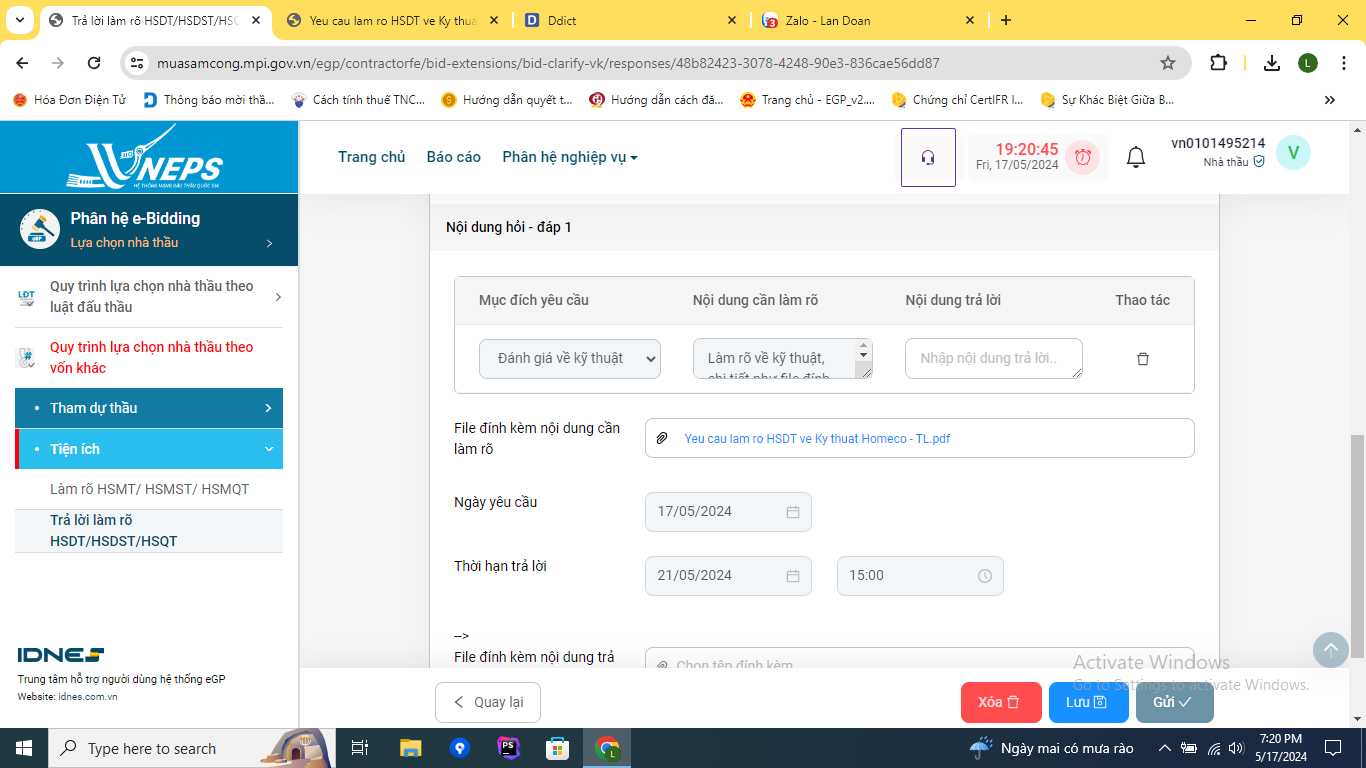 Trả lời làm rõ HSDT/HSDST/HSC
Yeu cau lam ro HSDT ve Ky thua
Ddict
Zalo - Lan Doan
muasamcong.mpi.gov.vn/egp/contractorfe/bid-extensions/bid-clarify-vk/responses/48b82423-3078-4248-90e3-836cae56dd87
L
Hóa Đơn Điện Tử
Thông báo mời thầ...
Cách tính thuế TNC...
Hướng dẫn quyết t...
Hướng dẫn cách đă...
Trang chủ - EGP_v2....
Chứng chỉ CertIFR I...
Sự Khác Biệt Giữa B...
VNEPS
HỆ THỐNG MẠNG ĐẤU THẦU QUỐC GIA
Trang chủ
Báo cáo
Phân hệ nghiệp vụ
19:20:45
Fri, 17/05/2024
vn0101495214
Nhà thầu
V
Phân hệ e-Bidding
Lựa chọn nhà thầu
LĐT
Quy trình lựa chọn nhà thầu theo
luật đấu thầu
Quy trình lựa chọn nhà thầu theo
vốn khác
• Tham dự thầu
• Tiện ích
Làm rõ HSMT/ HSMST/ HSMQT
Trả lời làm rõ
HSDT/HSDST/HSQT
IDNES
Trung tâm hỗ trợ người dùng hệ thống eGP
Website: idnes.com.vn
Nội dung hỏi - đáp 1
Mục đích yêu cầu
Nội dung cần làm rõ
Nội dung trả lời
Thao tác
Đánh giá về kỹ thuật
Làm rõ về kỹ thuật,
chi tiết như file đính
Nhập nội dung trả lời..
File đính kèm nội dung cần
làm rõ
Yeu cau lam ro HSDT ve Ky thuat Homeco - TL.pdf
Ngày yêu cầu
17/05/2024
Thời hạn trả lời
21/05/2024
15:00
-->
File đính kèm nội dung trả
Chọn tệp đính kèm
Quay lại
Xóa
Lưu
Gửi
Activate Windows
Go to Settings to activate Windows.
Type here to search
Ngày mai có mưa rào
7:20 PM
5/17/2024